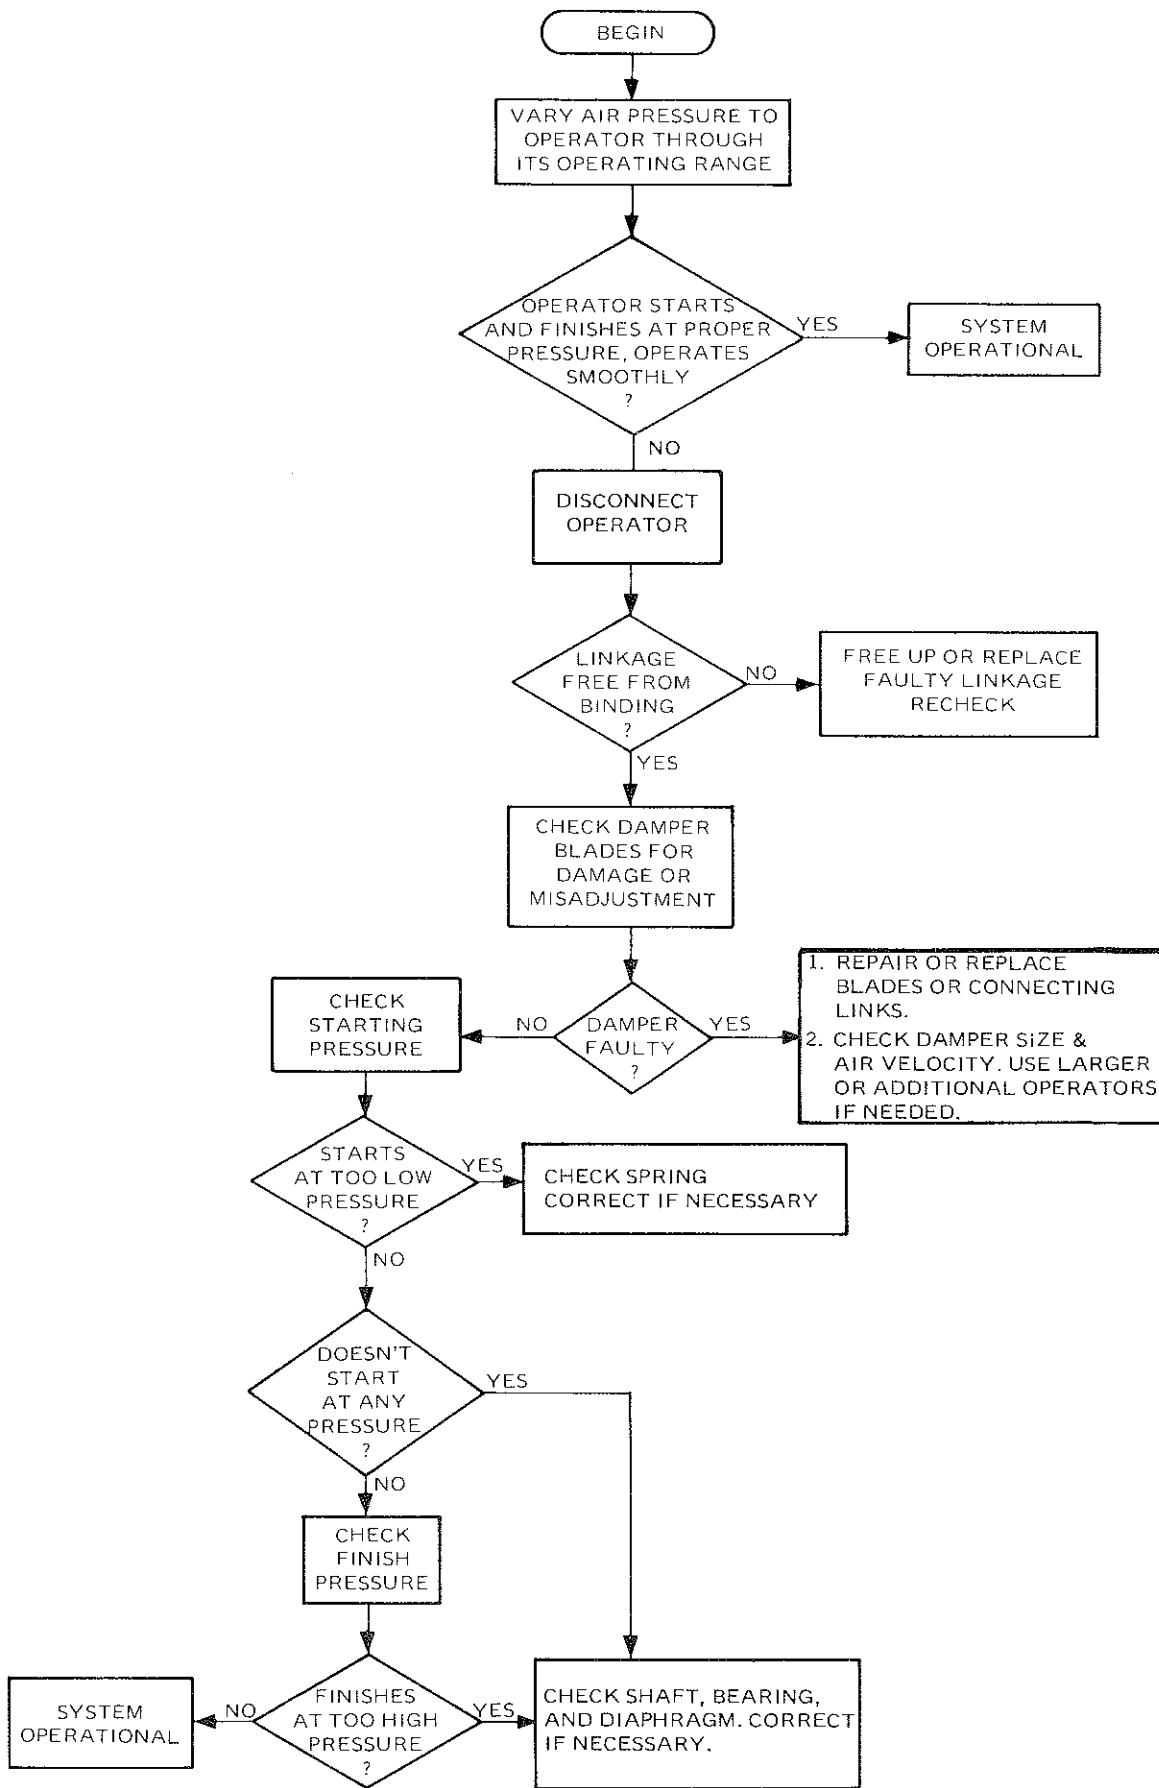 BEGIN
VARY AIR PRESSURE TO
OPERATOR THROUGH
ITS OPERATING RANGE
OPERATOR STARTS
AND FINISHES AT PROPER
PRESSURE, OPERATES
SMOOTHLY
?
YES
SYSTEM
OPERATIONAL
NO
DISCONNECT
OPERATOR
LINKAGE
FREE FROM
BINDING
?
NO
FREE UP OR REPLACE
FAULTY LINKAGE
RECHECK
YES
CHECK DAMPER
BLADES FOR
DAMAGE OR
MISADJUSTMENT
DAMPER
FAULTY
?
YES
1. REPAIR OR REPLACE
BLADES OR CONNECTING
LINKS.
2. CHECK DAMPER SIZE &
AIR VELOCITY. USE LARGER
OR ADDITIONAL OPERATORS
IF NEEDED.
NO
CHECK
STARTING
PRESSURE
STARTS
AT TOO LOW
PRESSURE
?
YES
CHECK SPRING
CORRECT IF NECESSARY
NO
DOESN'T
START
AT ANY
PRESSURE
?
YES
NO
CHECK
FINISH
PRESSURE
FINISHES
AT TOO HIGH
PRESSURE
?
NO
SYSTEM
OPERATIONAL
YES
CHECK SHAFT, BEARING,
AND DIAPHRAGM. CORRECT
IF NECESSARY.